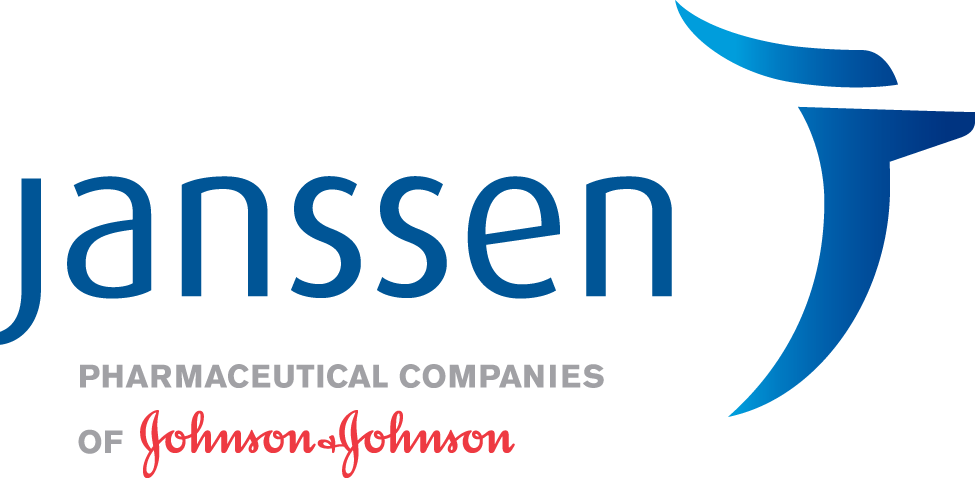 Janssen
PHARMACEUTICAL COMPANIES
OF Johnson & Johnson